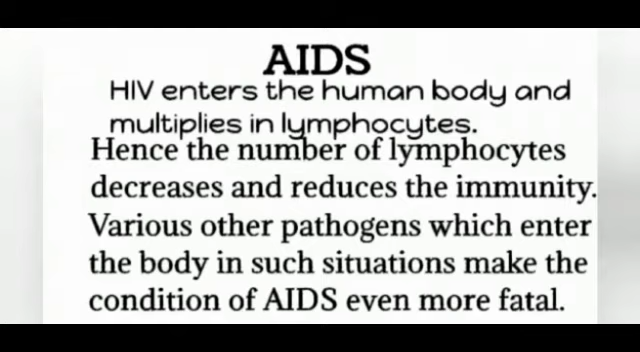 AIDS
HIV enters the human body and
multiplies in lymphocytes.
Hence the number of lymphocytes
decreases and reduces the immunity.
Various other pathogens which enter
the body in such situations make the
condition of AIDS even more fatal.